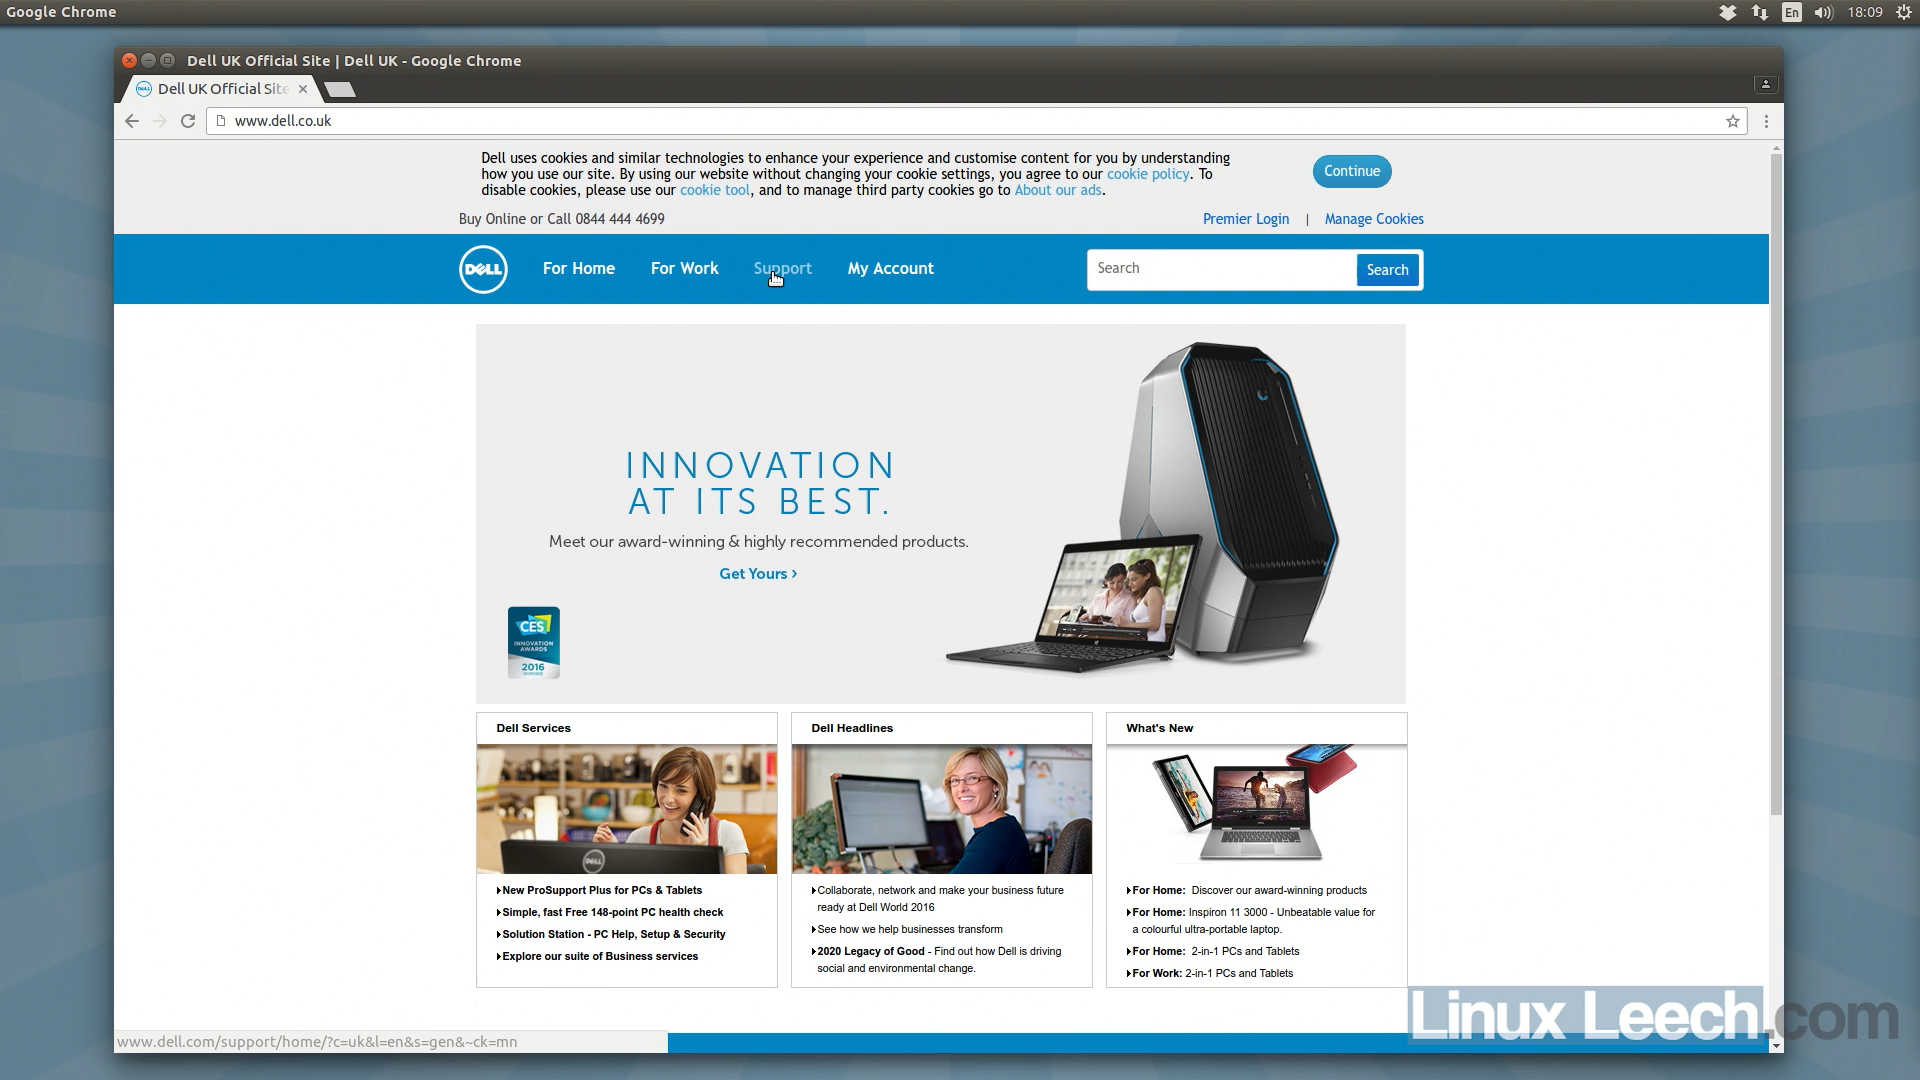 Google Chrome
En
18:09
Dell UK Official Site | Dell UK - Google Chrome
Dell UK Official Site
www.dell.co.uk
Dell uses cookies and similar technologies to enhance your experience and customise content for you by understanding
how you use our site. By using our website without changing your cookie settings, you agree to our cookie policy. To
disable cookies, please use our cookie tool, and to manage third party cookies go to About our ads.
Continue
Buy Online or Call 0844 444 4699
Premier Login | Manage Cookies
DELL
For Home
For Work
Support
My Account
Search
Search
INNOVATION
AT ITS BEST.
Meet our award-winning & highly recommended products.
Get Yours ›
CES
INNOVATION
AWARDS
2016
Dell Services
DELL
New ProSupport Plus for PCs & Tablets
Simple, fast Free 148-point PC health check
Solution Station - PC Help, Setup & Security
Explore our suite of Business services
Dell Headlines
Collaborate, network and make your business future
ready at Dell World 2016
See how we help businesses transform
2020 Legacy of Good - Find out how Dell is driving
social and environmental change.
What's New
For Home: Discover our award-winning products
For Home: Inspiron 11 3000 - Unbeatable value for
a colourful ultra-portable laptop.
For Home: 2-in-1 PCs and Tablets
For Work: 2-in-1 PCs and Tablets
Linux Leech.com
www.dell.com/support/home/?c=uk&l=en&s=gen&~ck=mn